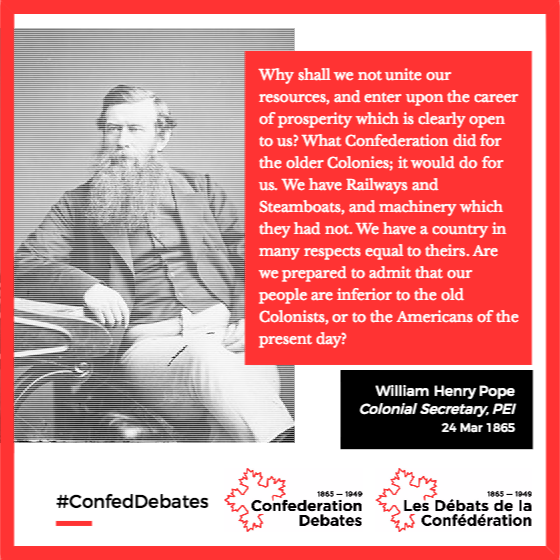 Why shall we not unite our
resources, and enter upon the career
of prosperity which is clearly open
to us? What Confederation did for
the older Colonies; it would do for
us. We have Railways and
Steamboats, and machinery which
they had not. We have a country in
many respects equal to theirs. Are
we prepared to admit that our
people are inferior to the old
Colonists, or to the Americans of the
present day?
William Henry Pope
Colonial Secretary, PEI
24 Mar 1865
#ConfedDebates
1865 — 1949
Confederation
Debates
1865 — 1949
Les Débats de la
Confédération